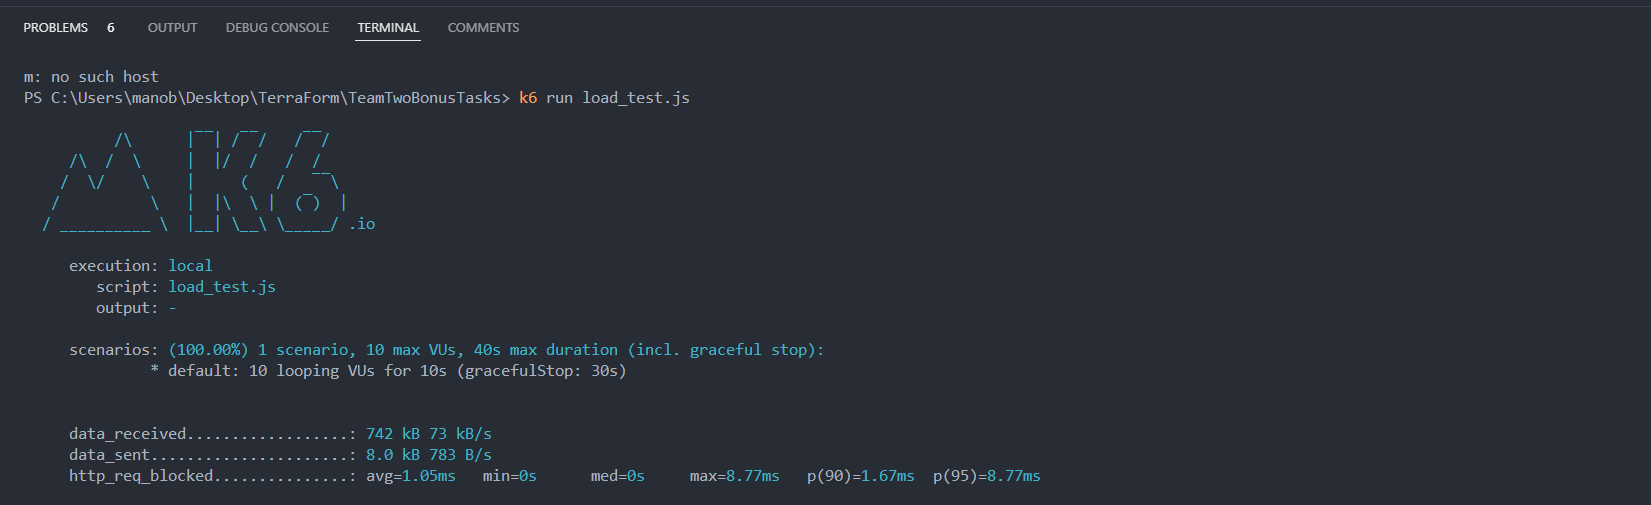 PROBLEMS 6 OUTPUT DEBUG CONSOLE TERMINAL COMMENTS
m: no such host
PS C:\Users\manob\Desktop\TerraForm\TeamTwoBonusTasks> k6 run load_test.js
          /\      |‾‾| /‾‾/   /‾‾/
     /\  /  \     |  |/  /   /  /
    /  \/    \    |     (   /   ‾‾\
   /          \   |  |\  \ |  (‾)  |
  / __________ \  |__| \__\ \_____/ .io
execution: local
script: load_test.js
output: -
scenarios: (100.00%) 1 scenario, 10 max VUs, 40s max duration (incl. graceful stop):
* default: 10 looping VUs for 10s (gracefulStop: 30s)
data_received..................: 742 kB 73 kB/s
data_sent......................: 8.0 kB 783 B/s
http_req_blocked...............: avg=1.05ms min=0s med=0s max=8.77ms p(90)=1.67ms p(95)=8.77ms